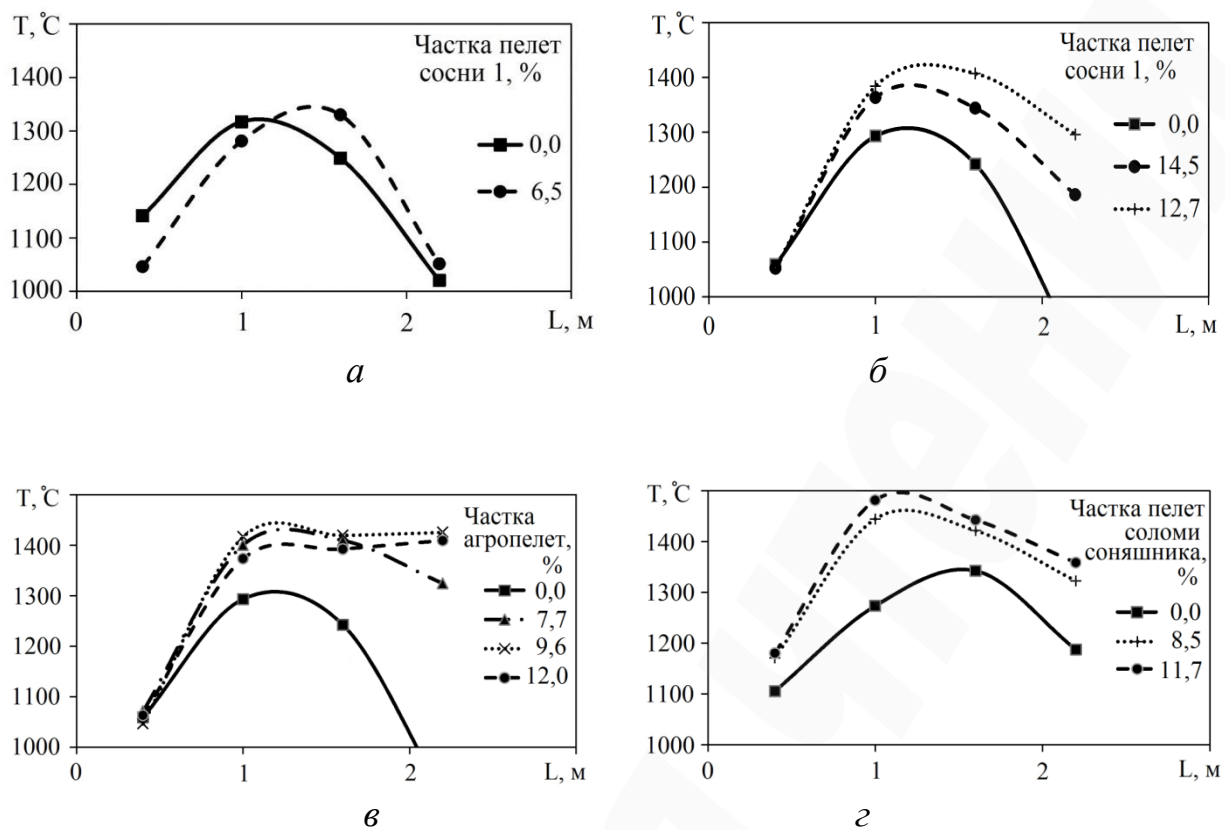 T, °C
1400
1300
1200
1100
1000
0
1
2
L, м
Частка пелет
сосни 1, %
0,0
6,5
а
T, °C
1400
1300
1200
1100
1000
0
1
2
L, м
Частка пелет
сосни 1, %
0,0
14,5
12,7
б
T, °C
1400
1300
1200
1100
1000
0
1
2
L, м
Частка
агропелет,
%
0,0
7,7
9,6
12,0
в
T, °C
1400
1300
1200
1100
1000
0
1
2
L, м
Частка пелет
соломи
соняшника,
%
0,0
8,5
11,7
г